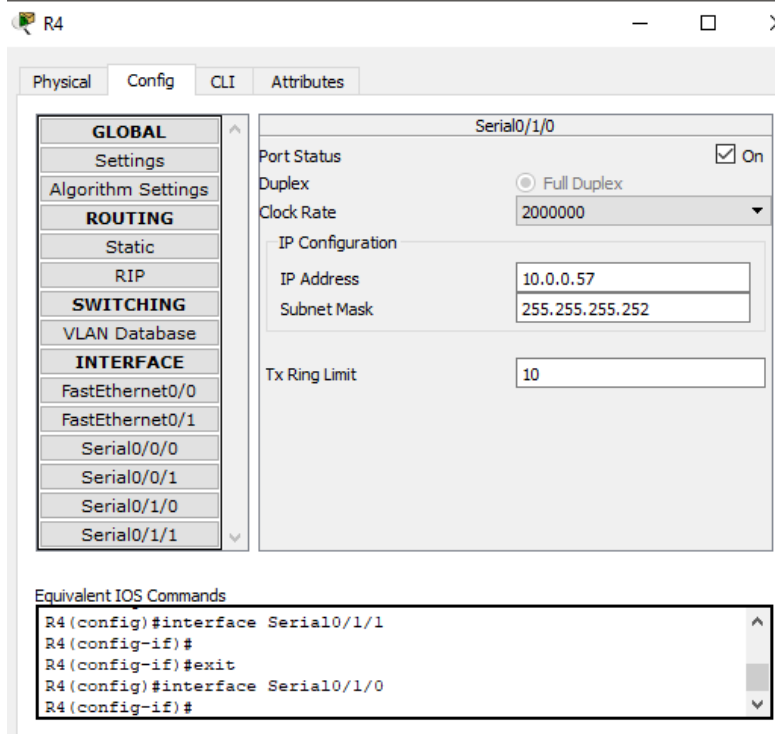 R4
Physical Config CLI Attributes
GLOBAL
Settings
Algorithm Settings
ROUTING
Static
RIP
SWITCHING
VLAN Database
INTERFACE
FastEthernet0/0
FastEthernet0/1
Serial0/0/0
Serial0/0/1
Serial0/1/0
Serial0/1/1
Serial0/1/0
Port Status On
Duplex Full Duplex
Clock Rate 2000000
IP Configuration
IP Address 10.0.0.57
Subnet Mask 255.255.255.252
Tx Ring Limit 10
Equivalent IOS Commands
R4(config)#interface Serial0/1/1
R4(config-if)#
R4(config-if)#exit
R4(config)#interface Serial0/1/0
R4(config-if)#